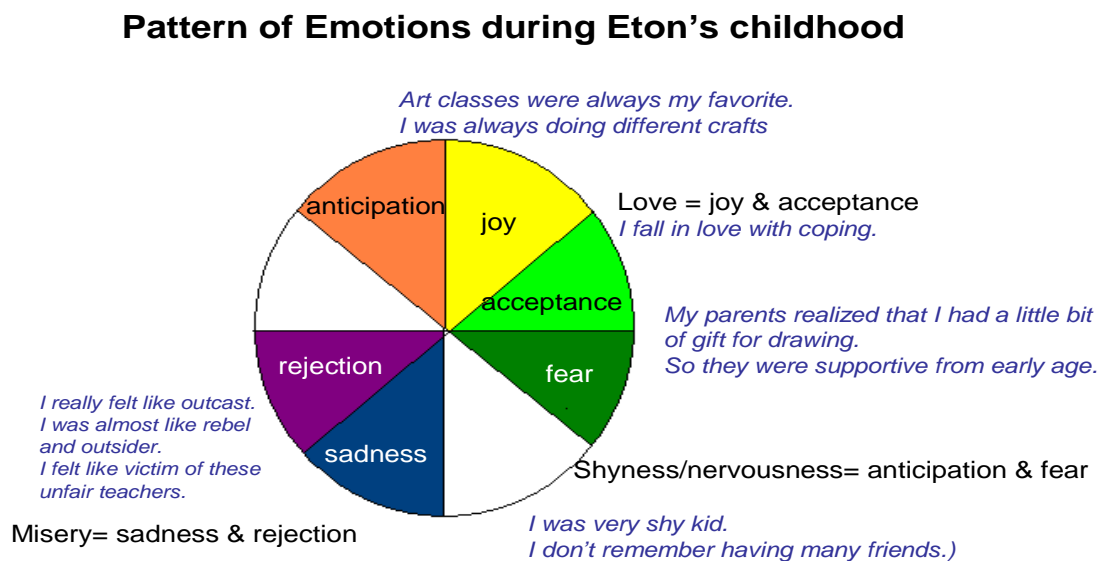 Pattern of Emotions during Eton's childhood
Art classes were always my favorite.
I was always doing different crafts
anticipation
joy
Love = joy & acceptance
I fall in love with coping.
acceptance
My parents realized that I had a little bit
of gift for drawing.
So they were supportive from early age.
rejection
fear
I really felt like outcast.
I was almost like rebel
and outsider.
I felt like victim of these
unfair teachers.
sadness
Shyness/nervousness= anticipation & fear
Misery= sadness & rejection
I was very shy kid.
I don't remember having many friends.)